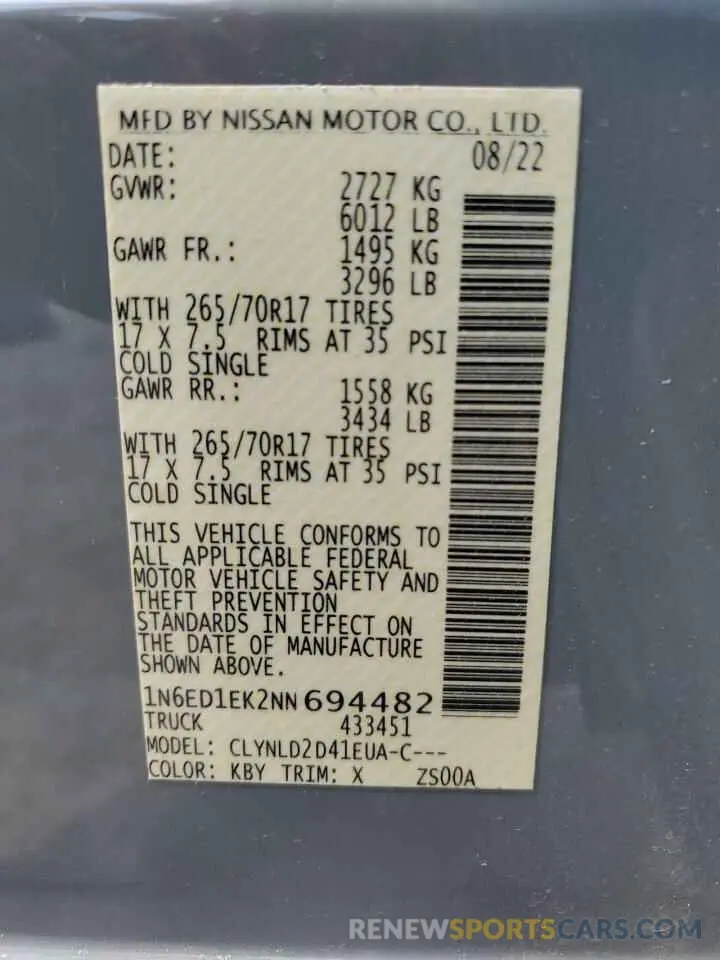 MFD BY NISSAN MOTOR CO., LTD.
DATE: 08/22
GVWR: 2727 KG
6012 LB
GAWR FR.: 1495 KG
3296 LB
WITH 265/70R17 TIRES
17 X 7.5 RIMS AT 35 PSI
COLD SINGLE
GAWR RR.: 1558 KG
3434 LB
WITH 265/70R17 TIRES
17 X 7.5 RIMS AT 35 PSI
COLD SINGLE
THIS VEHICLE CONFORMS TO
ALL APPLICABLE FEDERAL
MOTOR VEHICLE SAFETY AND
THEFT PREVENTION
STANDARDS IN EFFECT ON
THE DATE OF MANUFACTURE
SHOWN ABOVE.
1N6ED1EK2NN694482
TRUCK 433451
MODEL: CLYNLD2D41EUA-C---
COLOR: KBY TRIM: X ZS00A
RENEWSPORTSCARS.COM